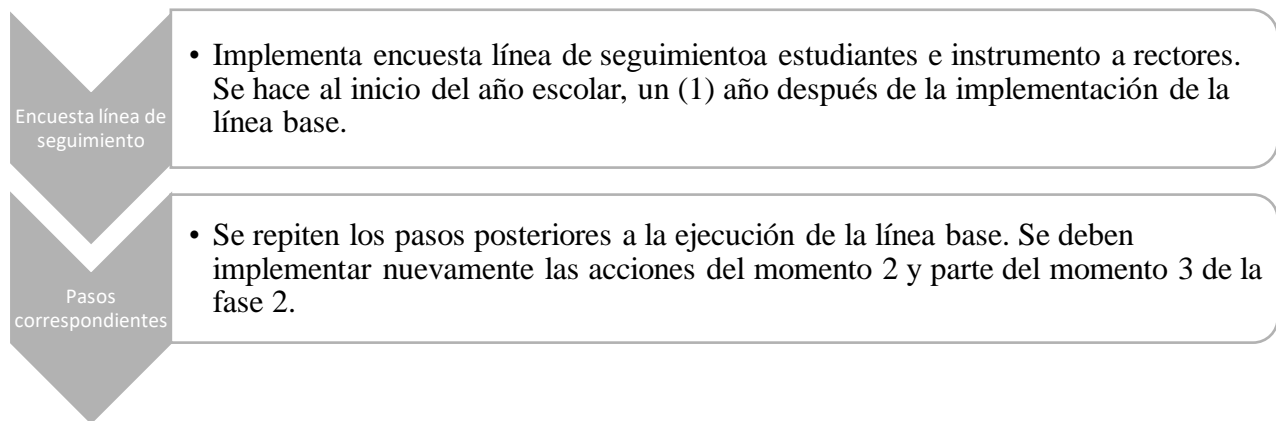 Encuesta línea de
seguimiento
• Implementa encuesta línea de seguimientoa estudiantes e instrumento a rectores.
Se hace al inicio del año escolar, un (1) año después de la implementación de la
línea base.
Pasos
correspondientes
• Se repiten los pasos posteriores a la ejecución de la línea base. Se deben
implementar nuevamente las acciones del momento 2 y parte del momento 3 de la
fase 2.